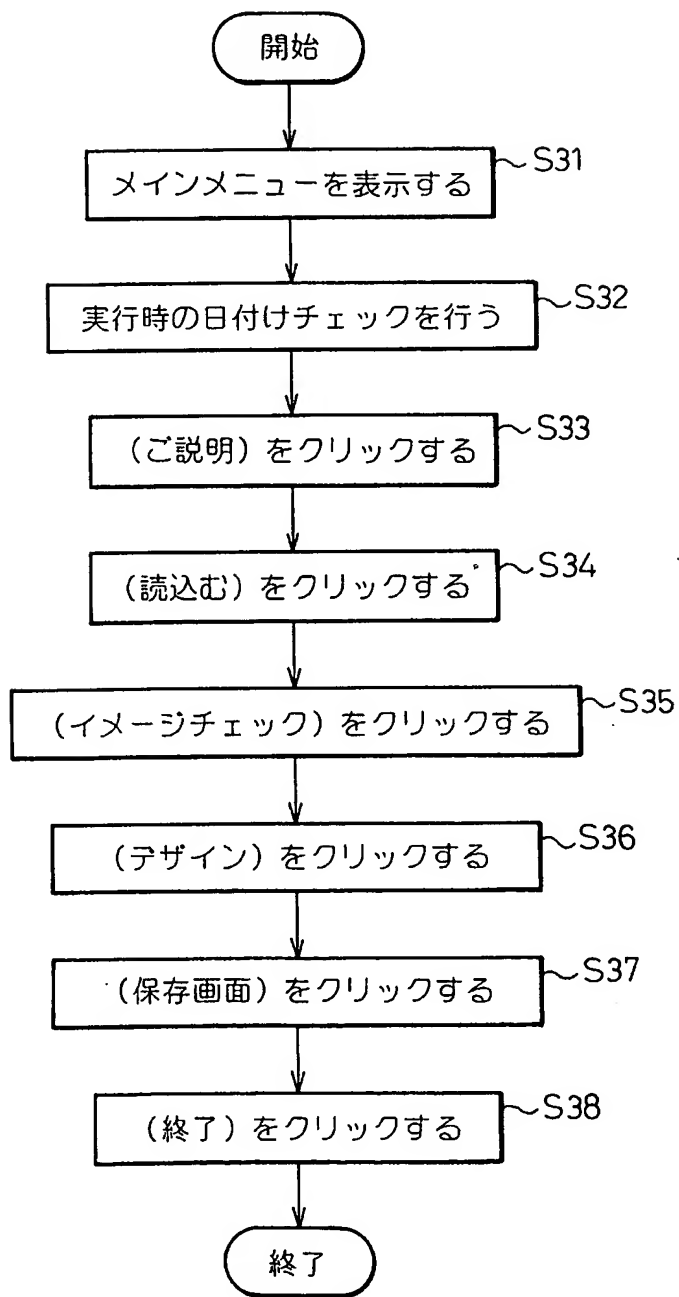 開始
メインメニューを表示する
S31
実行時の日付けチェックを行う
S32
(ご説明)をクリックする
S33
(読込む)をクリックする
S34
(イメージチェック)をクリックする
S35
(デザイン)をクリックする
S36
(保存画面)をクリックする
S37
(終了)をクリックする
S38
終了